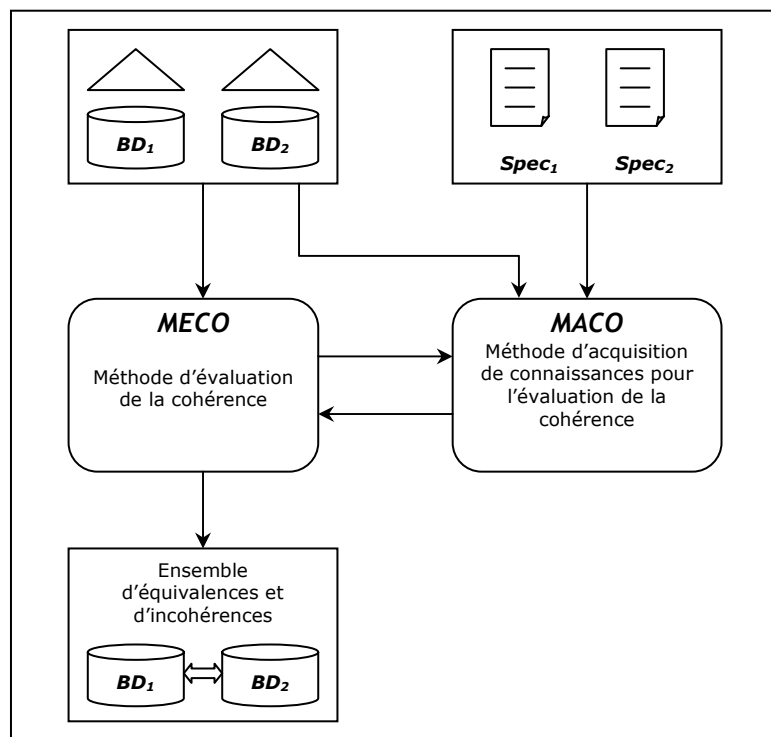 BD₁ BD₂
Spec₁ Spec₂
MECO
Méthode d’évaluation
de la cohérence
MACO
Méthode d’acquisition
de connaissances pour
l’évaluation de la
cohérence
Ensemble
d’équivalences et
d’incohérences
BD₁ BD₂